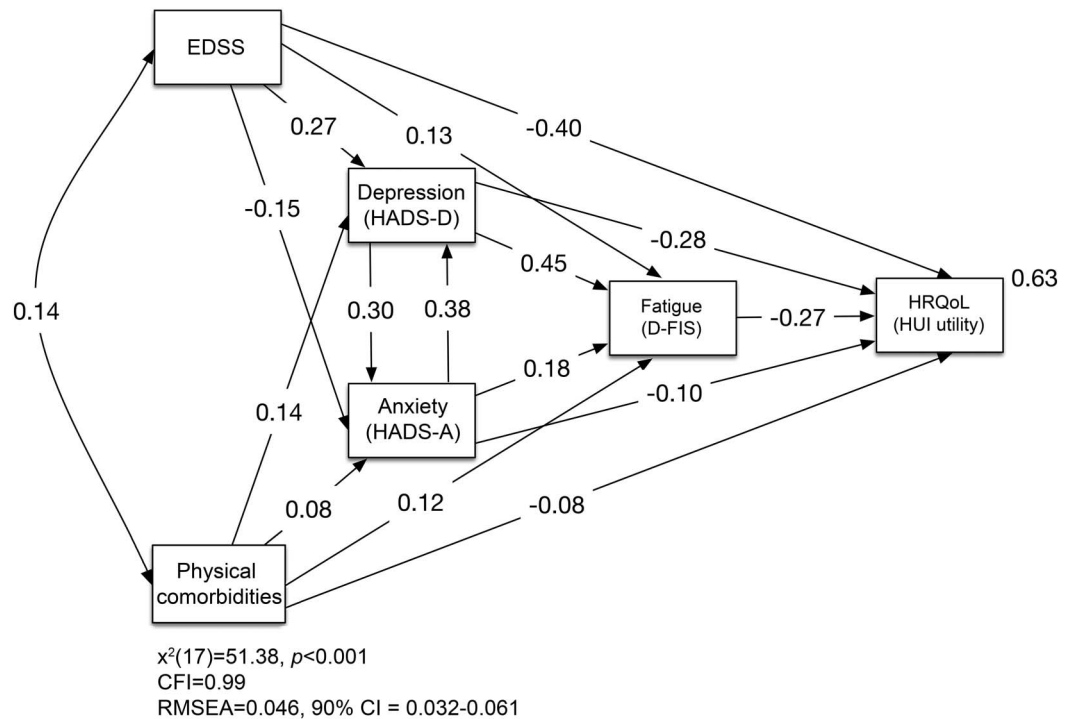 EDSS
0.27
0.13
-0.40
Depression
(HADS-D)
-0.15
-0.28
0.45
0.63
0.14
0.30
0.38
Fatigue
(D-FIS)
-0.27
HRQoL
(HUI utility)
0.18
-0.10
0.14
Anxiety
(HADS-A)
0.08
0.12
-0.08
Physical
comorbidities
x²(17)=51.38, p<0.001
CFI=0.99
RMSEA=0.046, 90% CI = 0.032-0.061